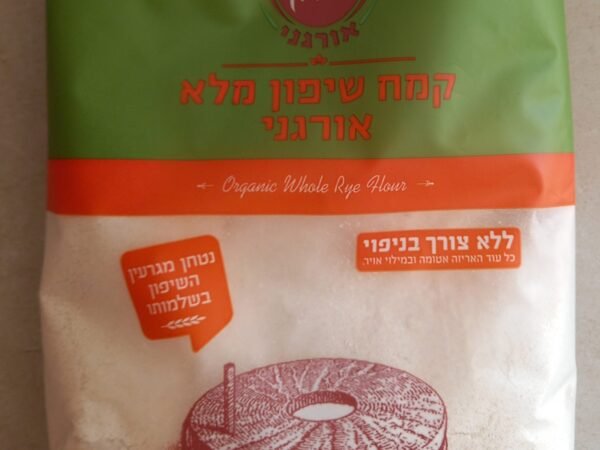 אורגני
קמח שיפון מלא
אורגני
Organic Whole Rye Flour
ללא צורך בניפוי
כל עוד האריזה אטומה ובמילוי אויר.
נטחן מגרעין
השיפון
בשלמותו